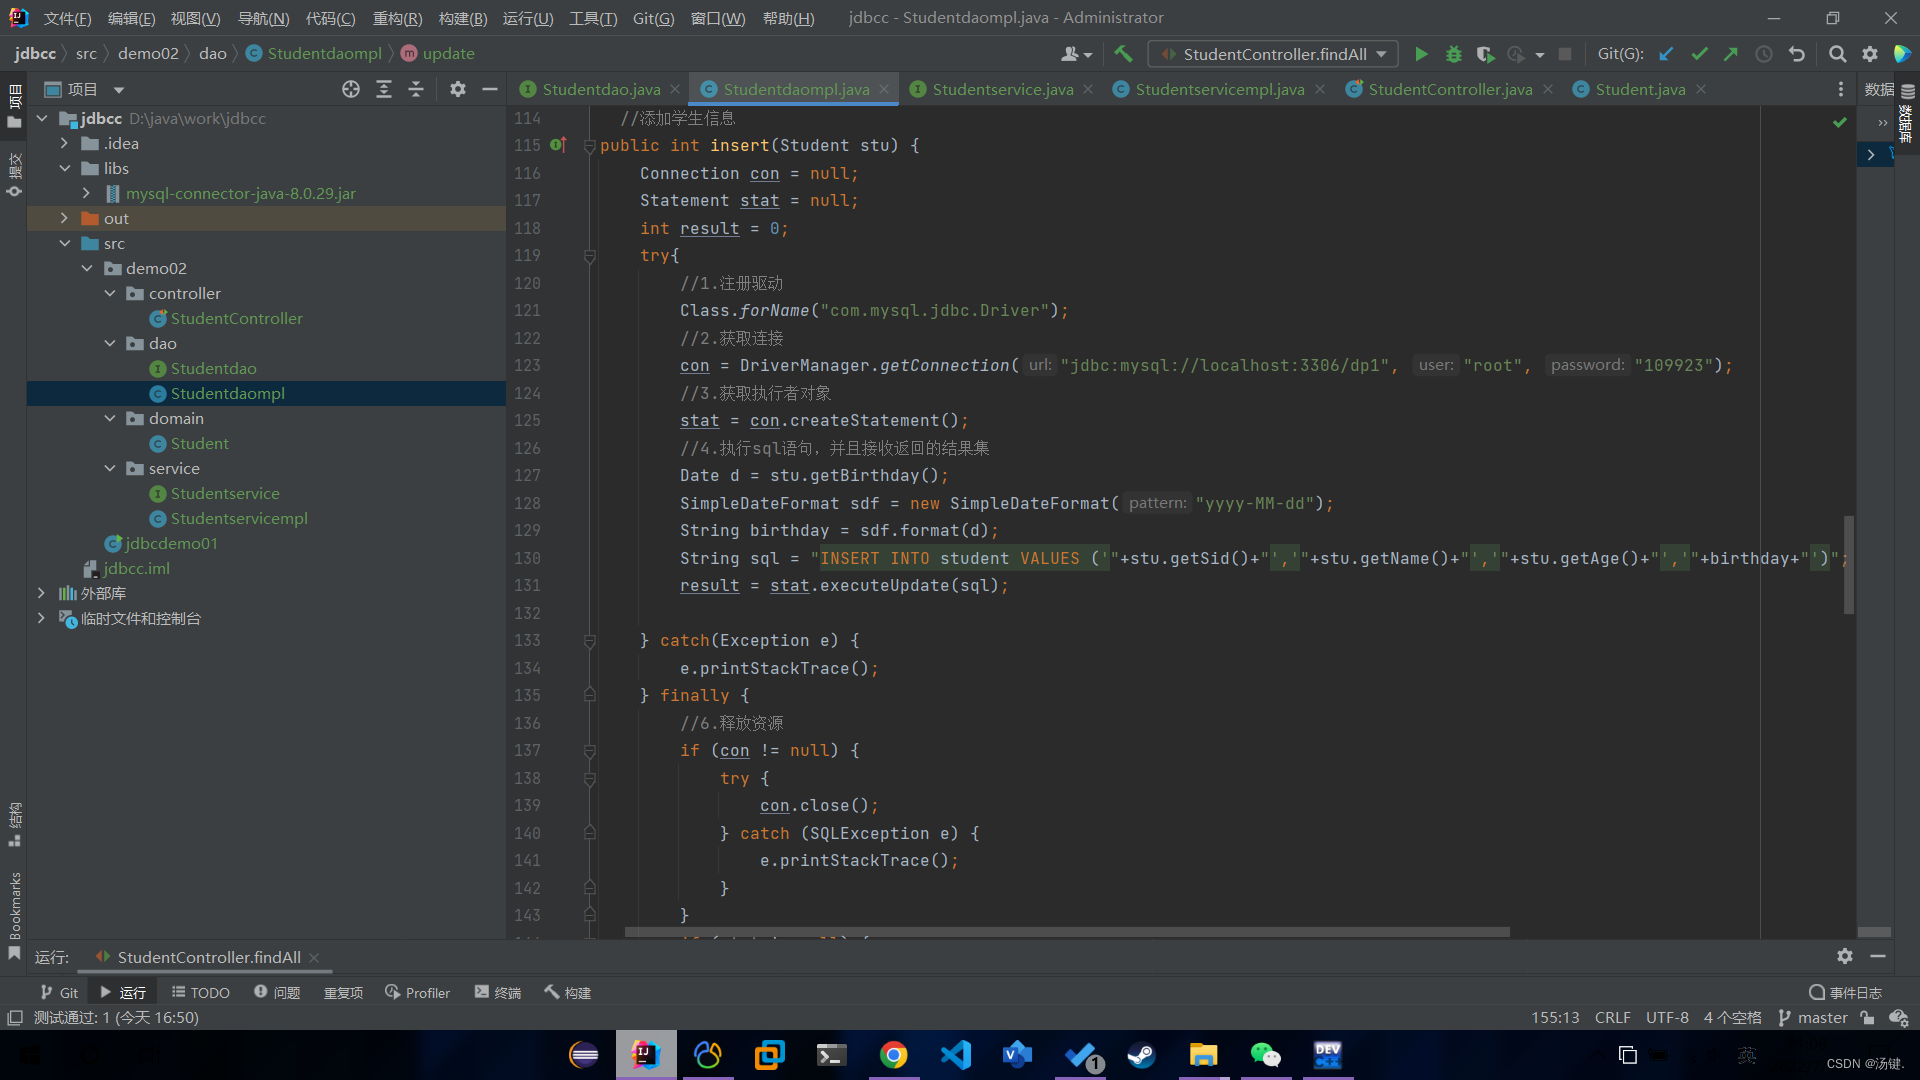 文件(F) 编辑(E) 视图(V) 导航(N) 代码(C) 重构(R) 构建(B) 运行(U) 工具(T) Git(G) 窗口(W) 帮助(H) jdbcc - Studentdaompl.java - Administrator
jdbcc src demo02 dao Studentdaompl update StudentController.findAll Git(G):
项目 Studentdao.java Studentdaompl.java Studentservice.java Studentservicempl.java StudentController.java Student.java 数据
项目
提交
结构
Bookmarks
jdbcc D:\java\work\jdbcc
.idea
libs
mysql-connector-java-8.0.29.jar
out
src
demo02
controller
StudentController
dao
Studentdao
Studentdaompl
domain
Student
service
Studentservice
Studentservicempl
jdbcdemo01
jdbcc.iml
外部库
临时文件和控制台
114 //添加学生信息
115 public int insert(Student stu) {
116 Connection con = null;
117 Statement stat = null;
118 int result = 0;
119 try{
120 //1.注册驱动
121 Class.forName("com.mysql.jdbc.Driver");
122 //2.获取连接
123 con = DriverManager.getConnection( url: "jdbc:mysql://localhost:3306/dp1", user: "root", password: "109923");
124 //3.获取执行者对象
125 stat = con.createStatement();
126 //4.执行sql语句，并且接收返回的结果集
127 Date d = stu.getBirthday();
128 SimpleDateFormat sdf = new SimpleDateFormat( pattern: "yyyy-MM-dd");
129 String birthday = sdf.format(d);
130 String sql = "INSERT INTO student VALUES ('"+stu.getSid()+"','"+stu.getName()+"','"+stu.getAge()+"','"+birthday+"')";
131 result = stat.executeUpdate(sql);
132
133 } catch(Exception e) {
134 e.printStackTrace();
135 } finally {
136 //6.释放资源
137 if (con != null) {
138 try {
139 con.close();
140 } catch (SQLException e) {
141 e.printStackTrace();
142 }
143 }
数据库
运行: StudentController.findAll
Git 运行 TODO 问题 重复项 Profiler 终端 构建 事件日志
测试通过: 1 (今天 16:50) 155:13 CRLF UTF-8 4 个空格 master
DEV C++
1
英
CSDN @汤键.